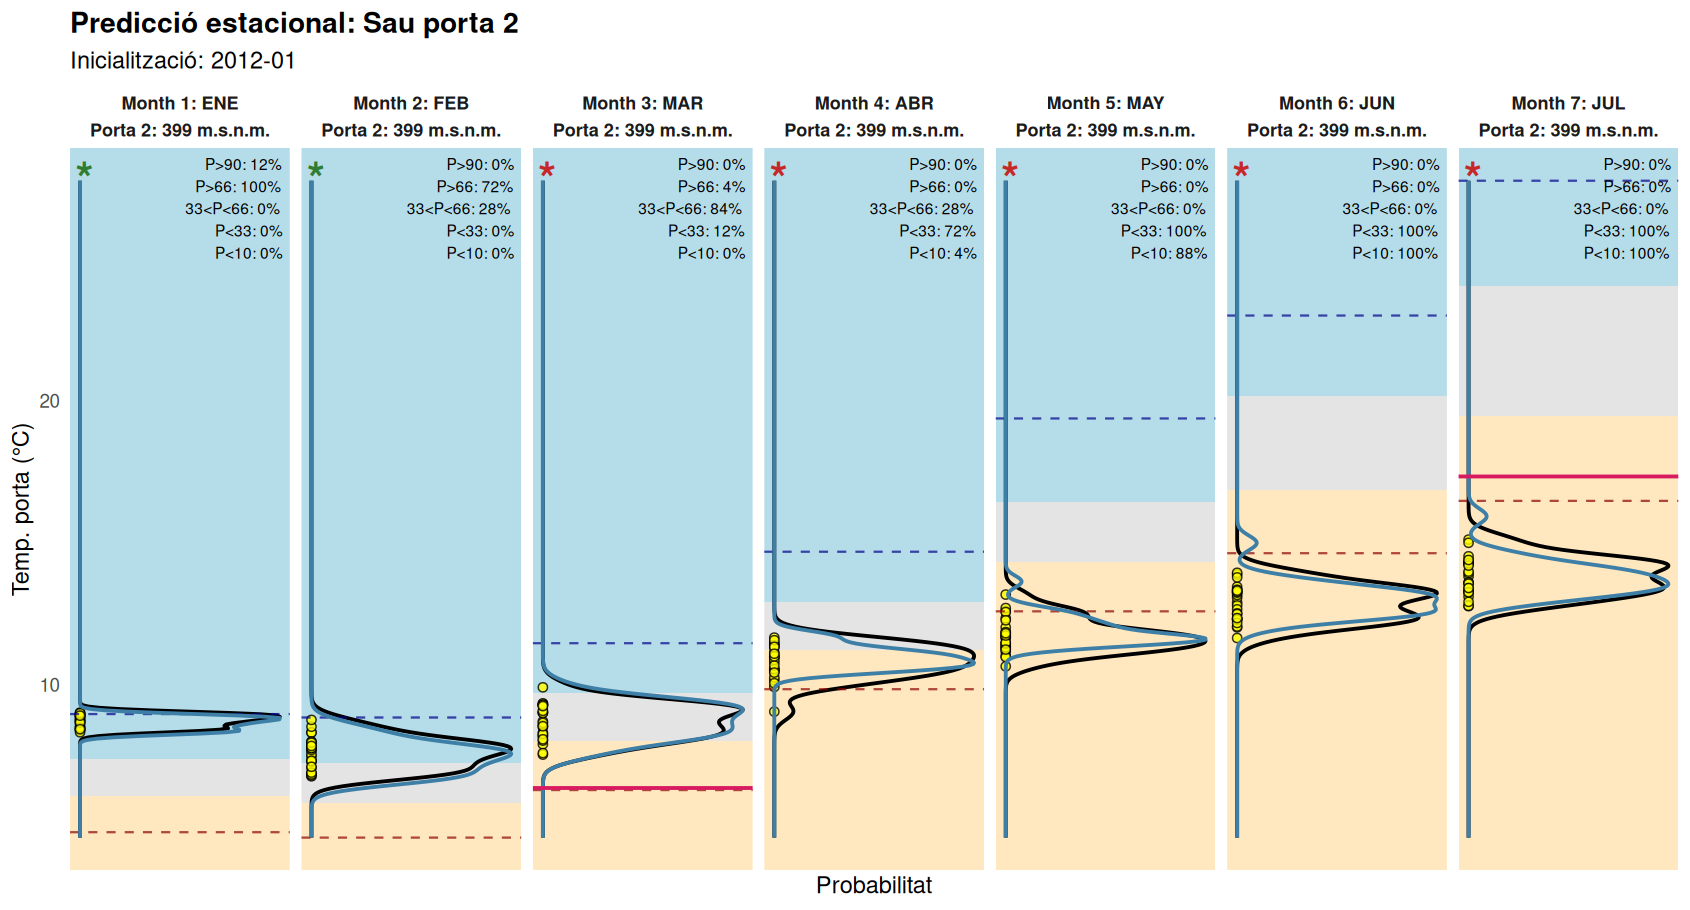 Predicció estacional: Sau porta 2
Inicialització: 2012-01
Month 1: ENE
Porta 2: 399 m.s.n.m.
Month 2: FEB
Porta 2: 399 m.s.n.m.
Month 3: MAR
Porta 2: 399 m.s.n.m.
Month 4: ABR
Porta 2: 399 m.s.n.m.
Month 5: MAY
Porta 2: 399 m.s.n.m.
Month 6: JUN
Porta 2: 399 m.s.n.m.
Month 7: JUL
Porta 2: 399 m.s.n.m.
*
P>90: 12%
P>66: 100%
33<P<66: 0%
P<33: 0%
P<10: 0%
*
P>90: 0%
P>66: 72%
33<P<66: 28%
P<33: 0%
P<10: 0%
*
P>90: 0%
P>66: 4%
33<P<66: 84%
P<33: 12%
P<10: 0%
*
P>90: 0%
P>66: 0%
33<P<66: 28%
P<33: 72%
P<10: 4%
*
P>90: 0%
P>66: 0%
33<P<66: 0%
P<33: 100%
P<10: 88%
*
P>90: 0%
P>66: 0%
33<P<66: 0%
P<33: 100%
P<10: 100%
*
P>90: 0%
P>66: 0%
33<P<66: 0%
P<33: 100%
P<10: 100%
20
10
Temp. porta (°C)
Probabilitat